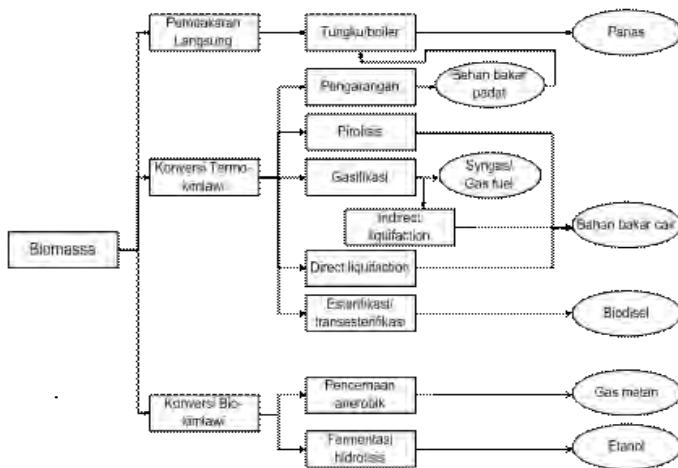 Pembakaran
Langsung
Tungku/boiler
Panas
Pengarangan
Bahan bakar
padat
Pirolisis
Konversi Termo-
kimiawi
Gasifikasi
Syngas/
Gas fuel
Indirect
liquifaction
Bahan bakar cair
Biomassa
Direct liquifaction
Esterifikasi/
transesterifikasi
Biodisel
Pencernaan
anerobik
Gas metan
Konversi Bio-
kimiawi
Fermentasi
hidrolisis
Etanol